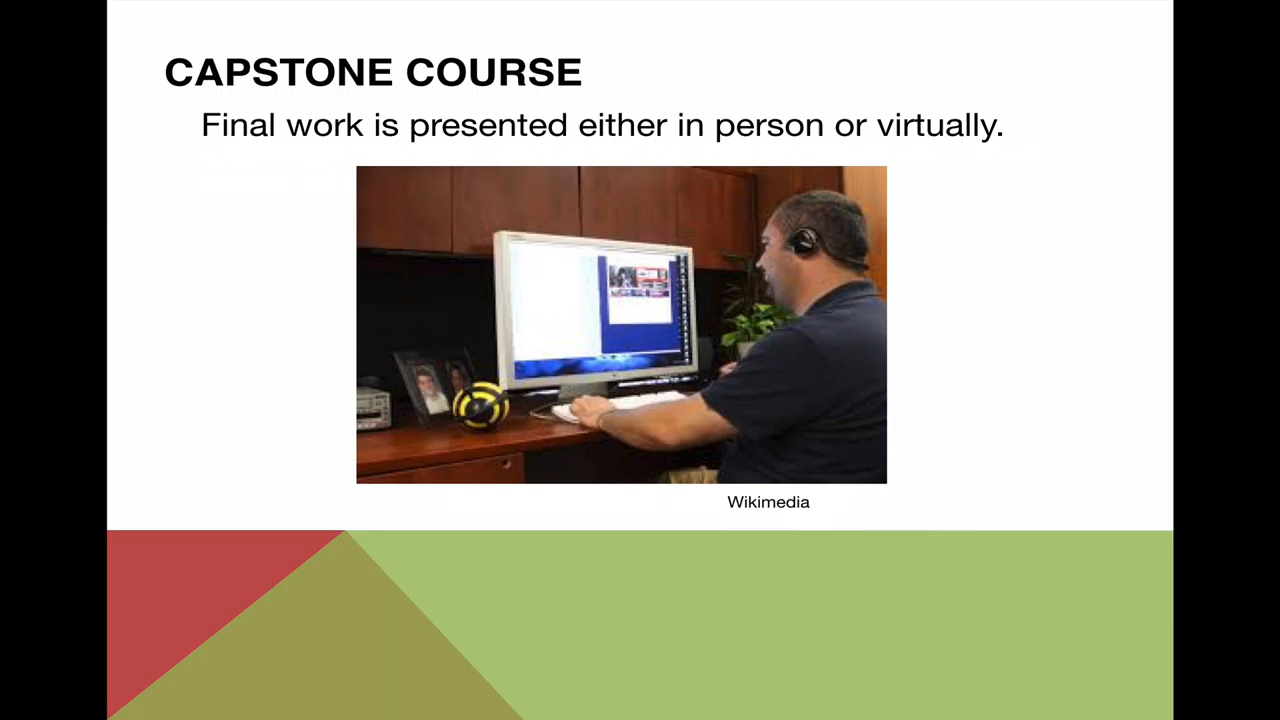 CAPSTONE COURSE
Final work is presented either in person or virtually.
Wikimedia